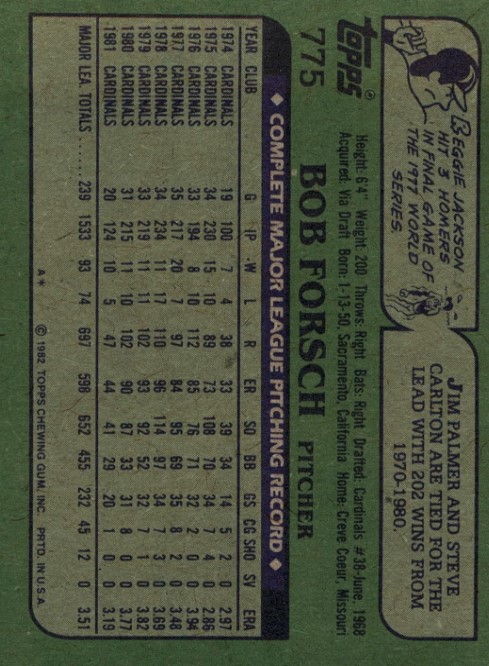 REGGIE JACKSON
HIT 3 HOMERS
IN FINAL GAME OF
THE 1977 WORLD
SERIES.
JIM PALMER AND STEVE
CARLTON ARE TIED FOR THE
LEAD WITH 202 WINS FROM
1970-1980.
TOPPS®
Height: 6'4" Weight: 200 Throws: Right Bats: Right Drafted: Cardinals #38-June, 1968
Acquired: Via Draft Born: 1-13-50, Sacramento, California Home: Creve Coeur, Missouri
775 BOB FORSCH PITCHER
◆ COMPLETE MAJOR LEAGUE PITCHING RECORD ◆
YEAR CLUB G IP W L R ER SO BB GS CG SHO SV ERA
1974 CARDINALS 19 100 7 4 38 33 39 34 14 5 2 0 2.97
1975 CARDINALS 34 230 15 10 89 73 108 70 34 7 4 0 2.86
1976 CARDINALS 33 194 8 10 112 85 76 71 32 2 0 0 3.94
1977 CARDINALS 35 217 20 7 97 84 95 69 35 8 2 0 3.48
1978 CARDINALS 34 234 11 17 110 96 114 97 34 7 3 0 3.69
1979 CARDINALS 33 219 11 11 102 93 92 52 32 7 1 0 3.82
1980 CARDINALS 31 215 11 10 102 90 87 33 31 8 0 0 3.77
1981 CARDINALS 20 124 10 5 47 44 41 29 20 1 0 0 3.19
MAJOR LEA. TOTALS ...... 239 1533 93 74 697 598 652 455 232 45 12 0 3.51
A* © 1982 TOPPS CHEWING GUM, INC. PRTD. IN U.S.A.